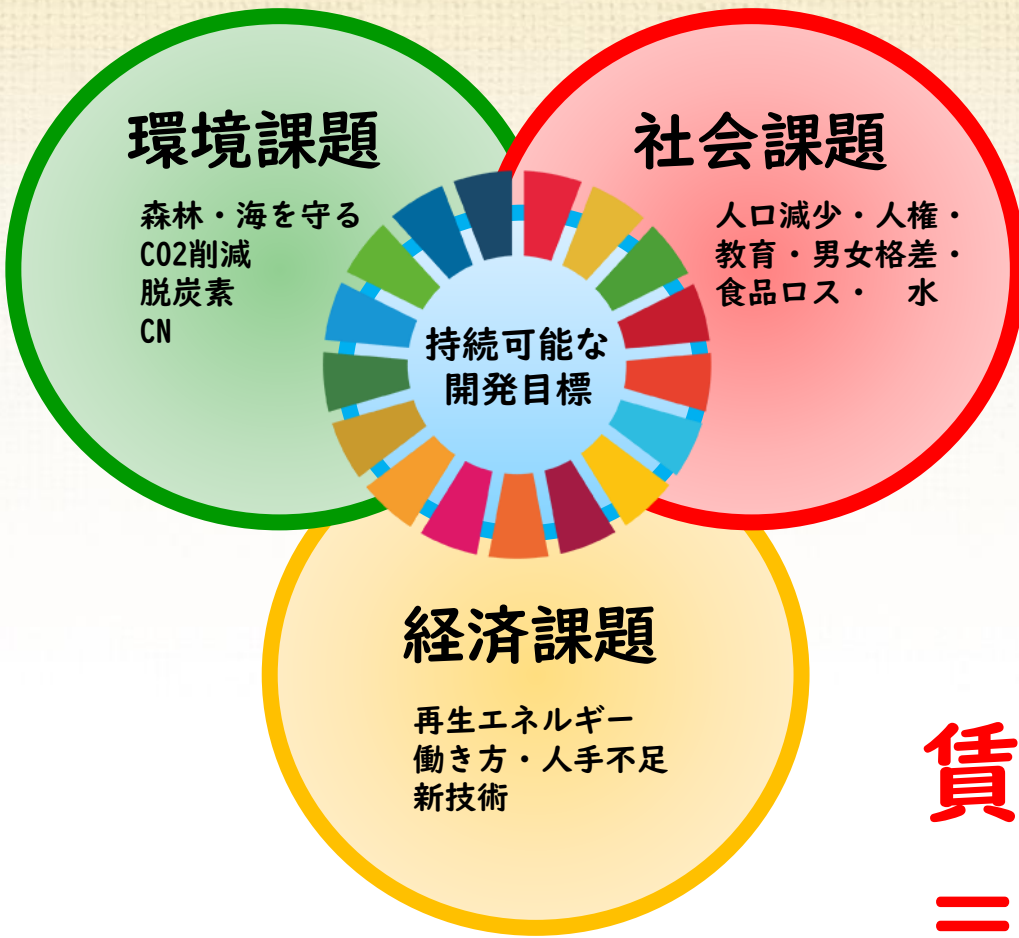 環境課題
森林・海を守る
CO2削減
脱炭素
CN
社会課題
人口減少・人権・
教育・男女格差・
食品ロス・　水
持続可能な
開発目標
経済課題
再生エネルギー
働き方・人手不足
新技術
賃
＝